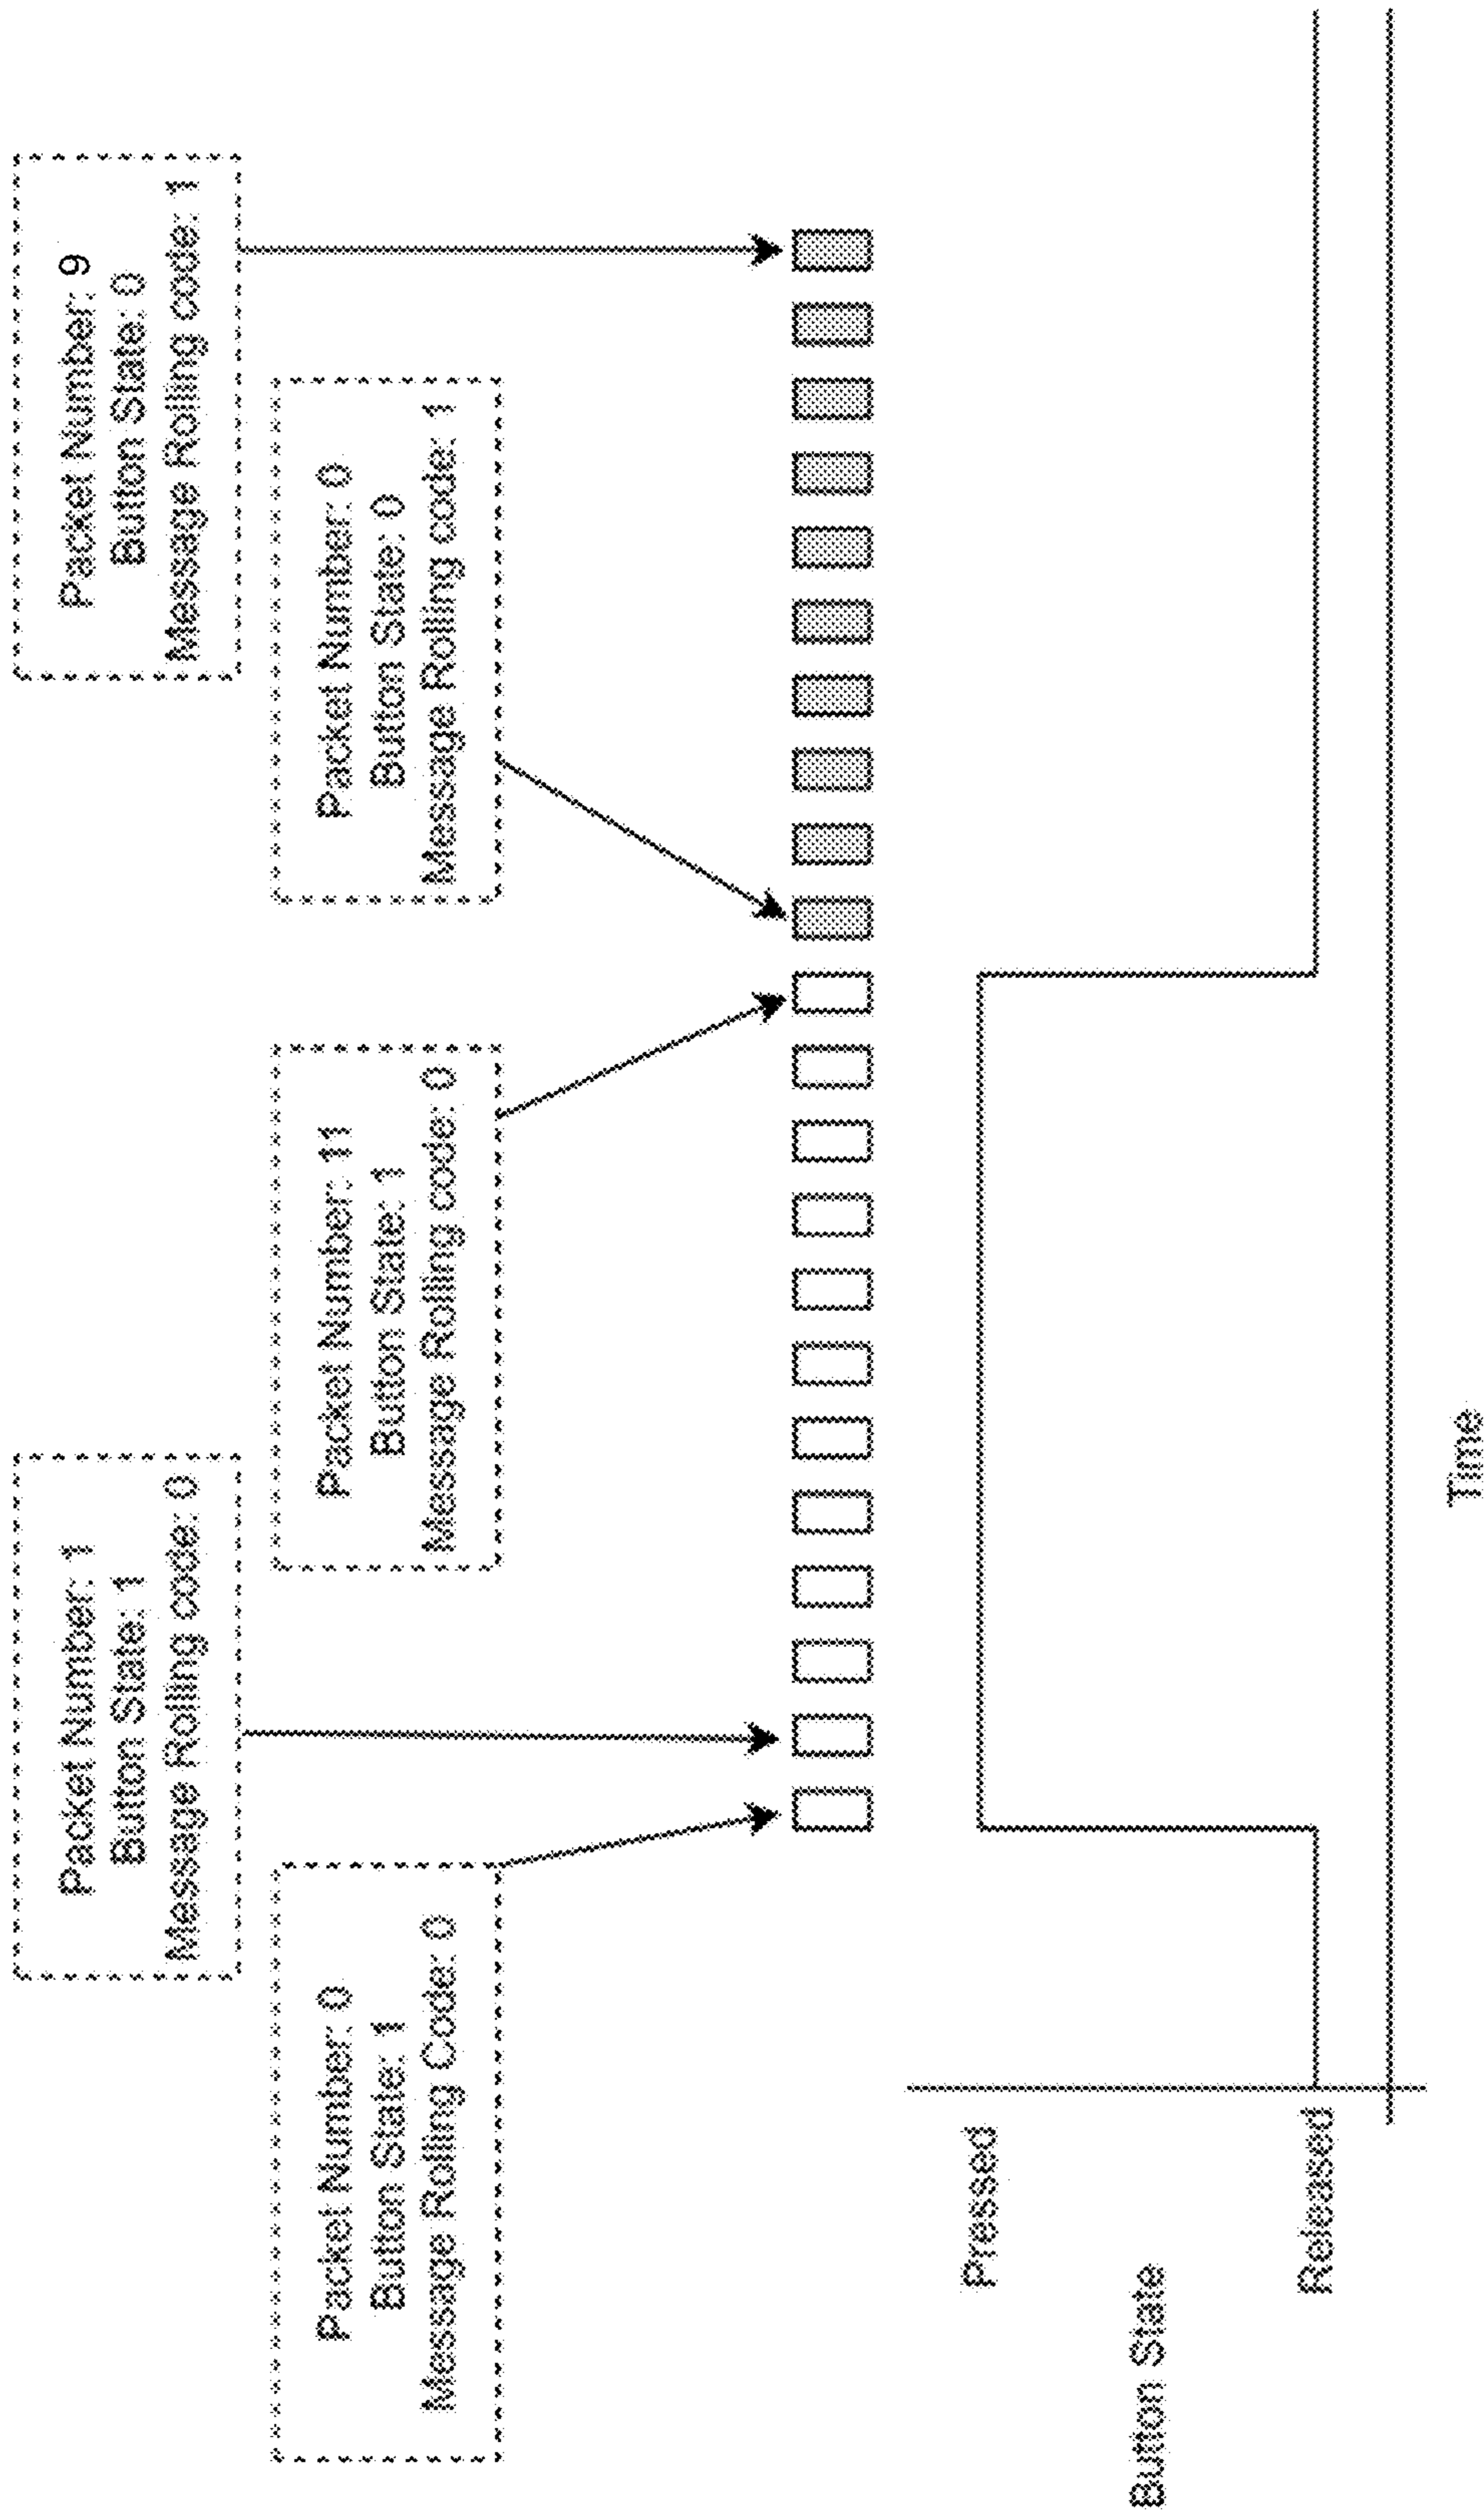 Packet Number: 1
Button State: 1
Message Rolling code: 0
Packet Number: 9
Button State: 0
Message Rolling code: 1
Packet Number: 0
Button State: 1
Message Rolling Code: 0
Packet Number: 11
Button State: 1
Message Rolling code: 0
Packet Number: 0
Button State: 0
Message Rolling code: 1
Pressed
Button State
Released
Time